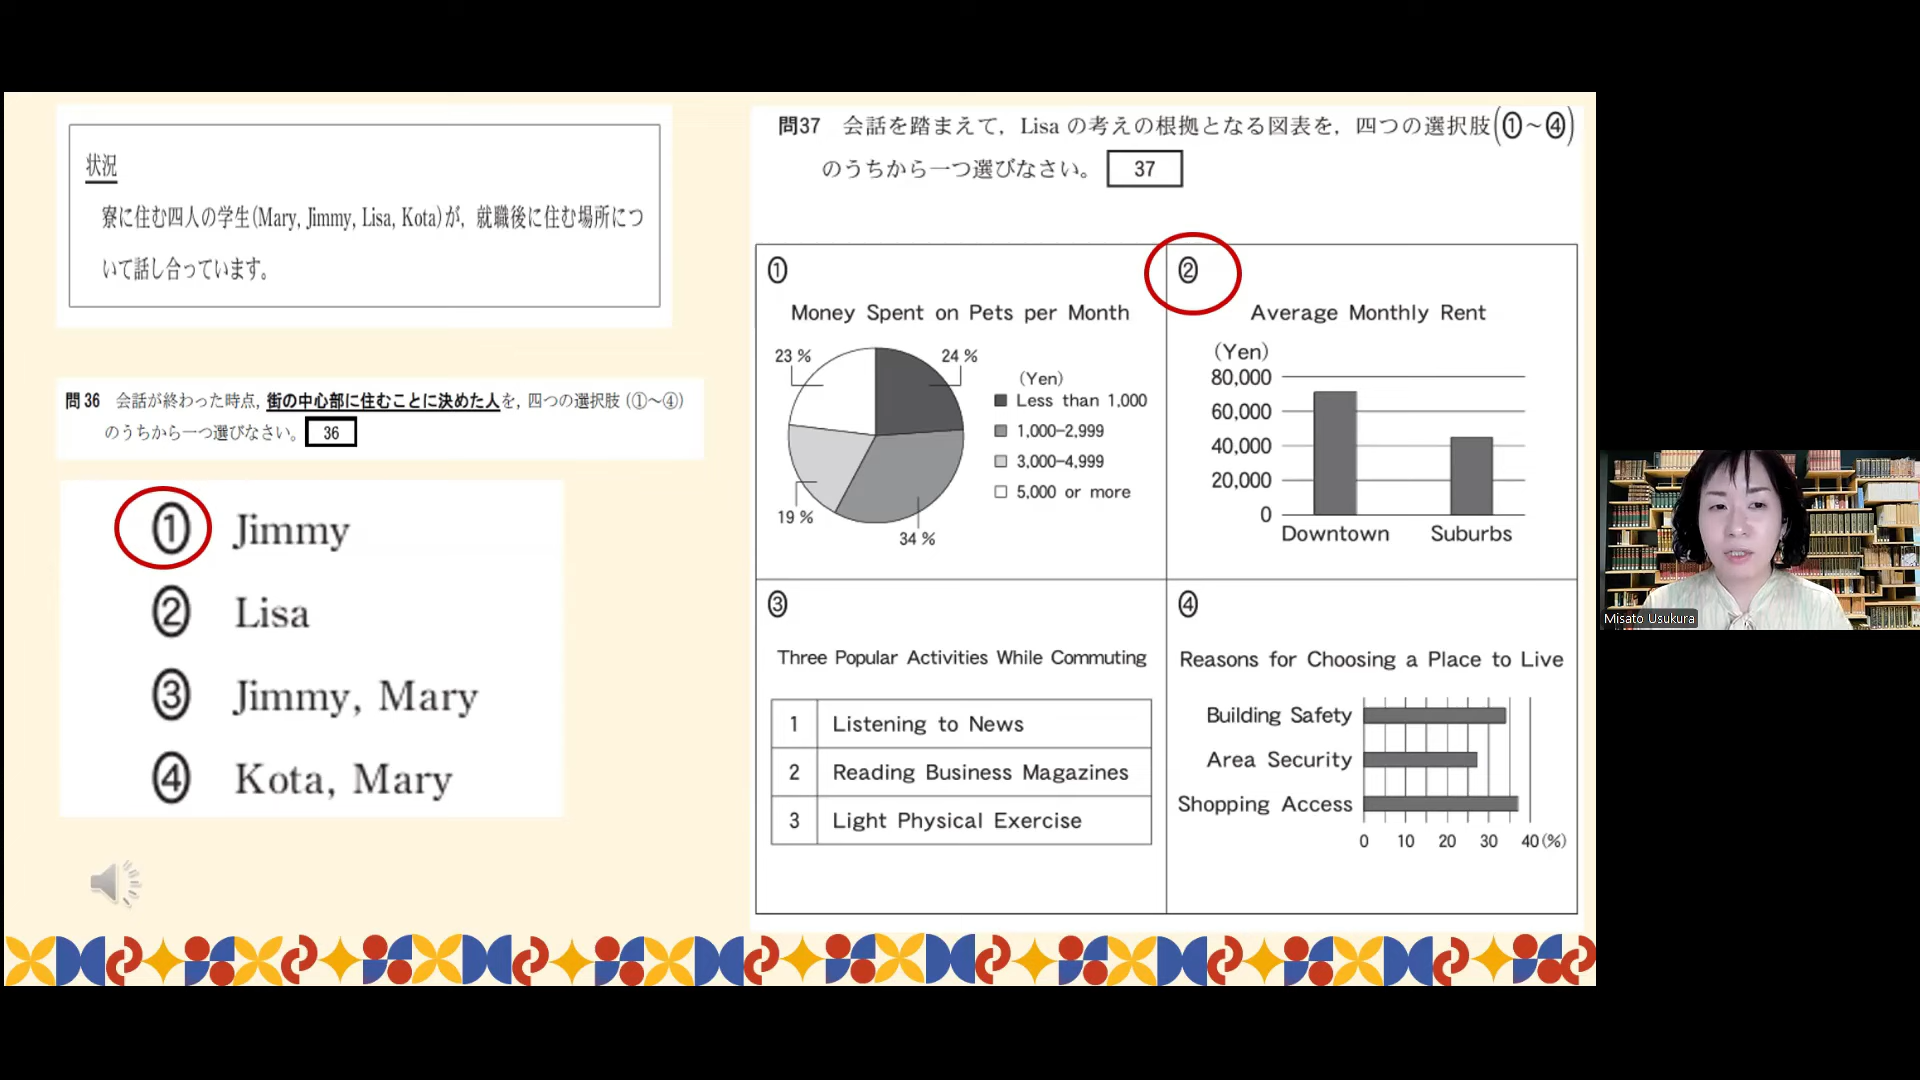 状況
寮に住む四人の学生(Mary, Jimmy, Lisa, Kota)が，就職後に住む場所につ
いて話し合っています。
問36 会話が終わった時点，街の中心部に住むことに決めた人を，四つの選択肢 (①～④)
のうちから一つ選びなさい。 36
① Jimmy
② Lisa
③ Jimmy, Mary
④ Kota, Mary
問37 会話を踏まえて，Lisa の考えの根拠となる図表を，四つの選択肢(①～④)
のうちから一つ選びなさい。 37
①
Money Spent on Pets per Month
23 %
24 %
19 %
34 %
(Yen)
Less than 1,000
1,000-2,999
3,000-4,999
5,000 or more
②
Average Monthly Rent
(Yen)
80,000
60,000
40,000
20,000
0
Downtown Suburbs
③
Three Popular Activities While Commuting
1 Listening to News
2 Reading Business Magazines
3 Light Physical Exercise
④
Reasons for Choosing a Place to Live
Building Safety
Area Security
Shopping Access
0 10 20 30 40(%)
Misato Usukura